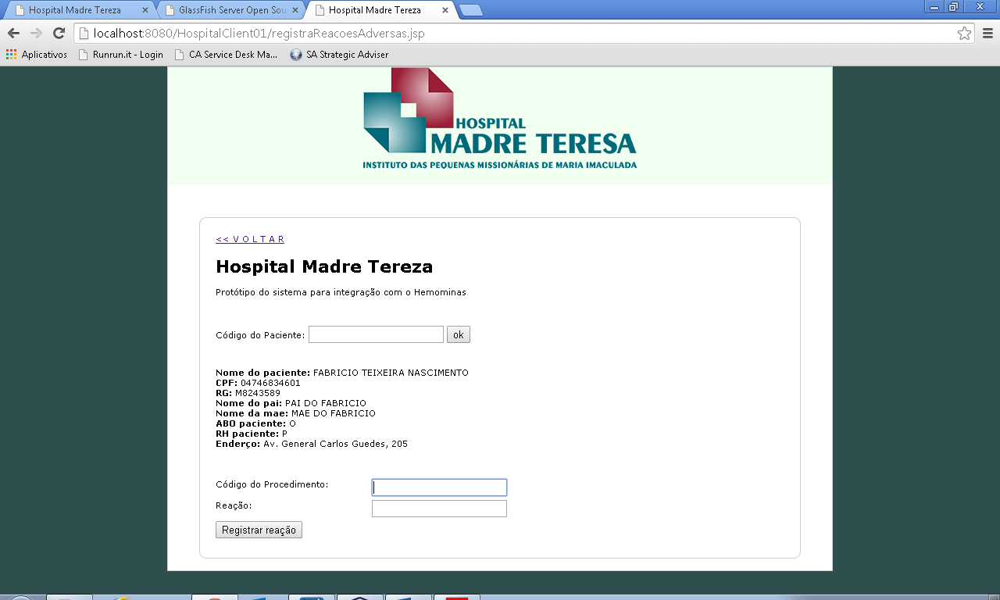 Hospital Madre Tereza
GlassFish Server Open Sou
Hospital Madre Tereza
localhost:8080/HospitalClient01/registraReacoesAdversas.jsp
Aplicativos
Runrun.it - Login
CA Service Desk Ma...
SA Strategic Adviser
HOSPITAL
MADRE TERESA
INSTITUTO DAS PEQUENAS MISSIONÁRIAS DE MARIA IMACULADA
<< V O L T A R
Hospital Madre Tereza
Protótipo do sistema para integração com o Hemominas
Código do Paciente: ok
Nome do paciente: FABRICIO TEIXEIRA NASCIMENTO
CPF: 04746834601
RG: M8243589
Nome do pai: PAI DO FABRICIO
Nome da mae: MAE DO FABRICIO
ABO paciente: O
RH paciente: P
Enderço: Av. General Carlos Guedes, 205
Código do Procedimento:
Reação:
Registrar reação